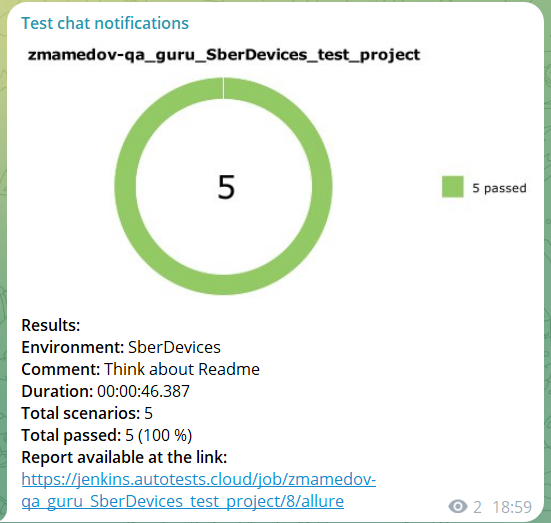 Test chat notifications
zmamedov-qa_guru_SberDevices_test_project
5
5 passed
Results:
Environment: SberDevices
Comment: Think about Readme
Duration: 00:00:46.387
Total scenarios: 5
Total passed: 5 (100 %)
Report available at the link:
https://jenkins.autotests.cloud/job/zmamedov-
qa_guru_SberDevices_test_project/8/allure
2 18:59